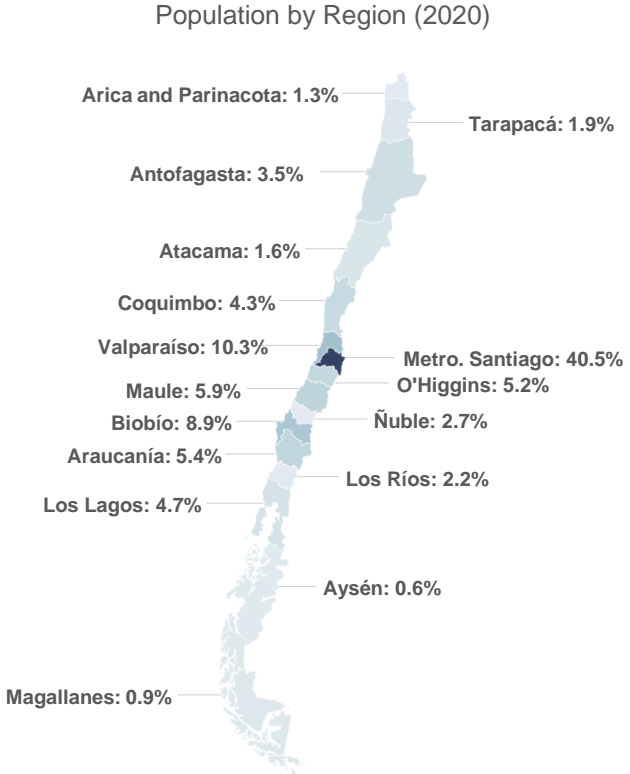 Population by Region (2020)
Arica and Parinacota: 1.3%
Tarapacá: 1.9%
Antofagasta: 3.5%
Atacama: 1.6%
Coquimbo: 4.3%
Valparaíso: 10.3%
Metro. Santiago: 40.5%
O'Higgins: 5.2%
Maule: 5.9%
Biobío: 8.9%
Ñuble: 2.7%
Araucanía: 5.4%
Los Ríos: 2.2%
Los Lagos: 4.7%
Aysén: 0.6%
Magallanes: 0.9%